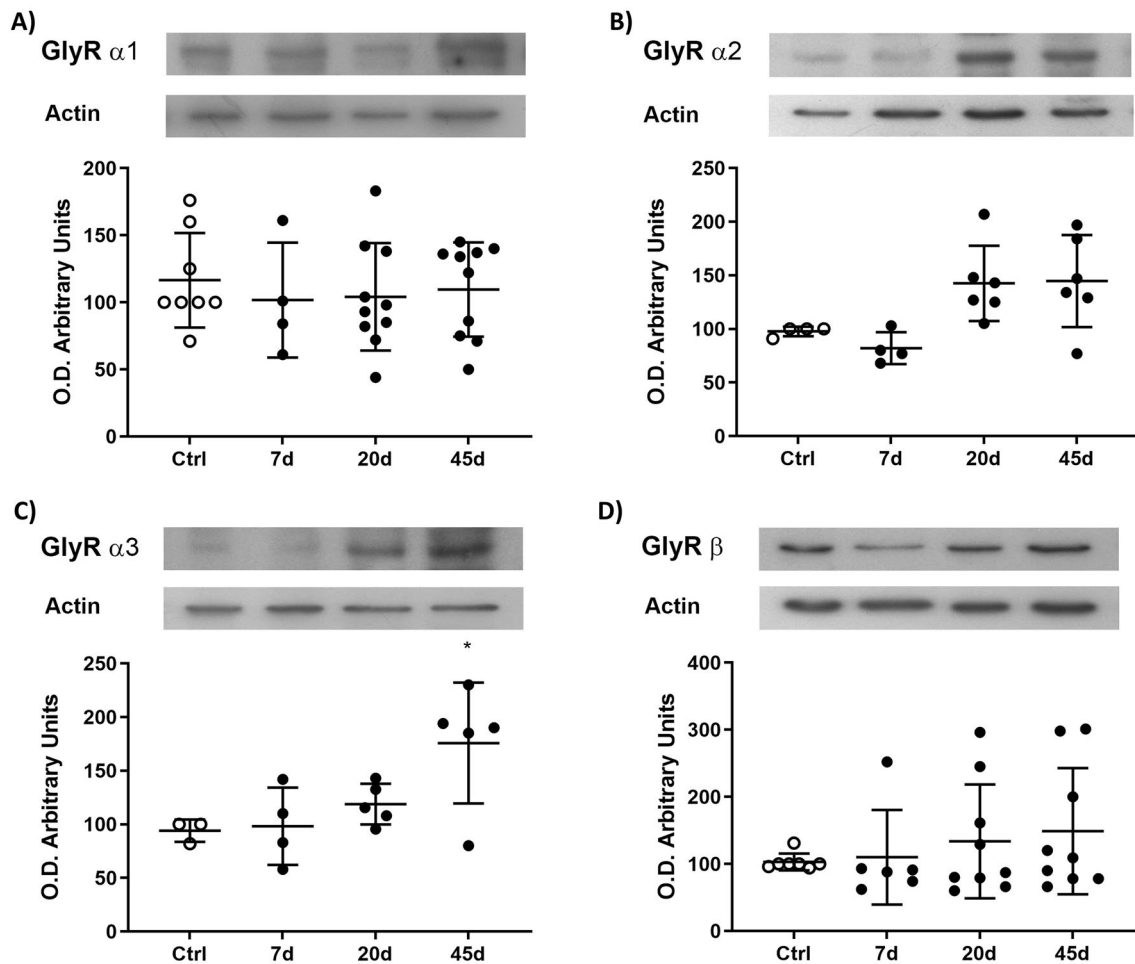 A)
GlyR α1
Actin
O.D. Arbitrary Units
200
150
100
50
0
Ctrl 7d 20d 45d
B)
GlyR α2
Actin
O.D. Arbitrary Units
250
200
150
100
50
0
Ctrl 7d 20d 45d
C)
GlyR α3
Actin
*
O.D. Arbitrary Units
250
200
150
100
50
0
Ctrl 7d 20d 45d
D)
GlyR β
Actin
O.D. Arbitrary Units
400
300
200
100
0
Ctrl 7d 20d 45d